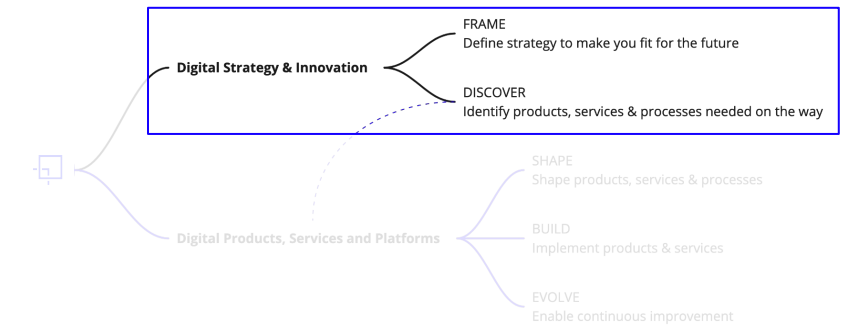 FRAME
Define strategy to make you fit for the future
Digital Strategy & Innovation
DISCOVER
Identify products, services & processes needed on the way
SHAPE
Shape products, services & processes
Digital Products, Services and Platforms
BUILD
Implement products & services
EVOLVE
Enable continuous improvement